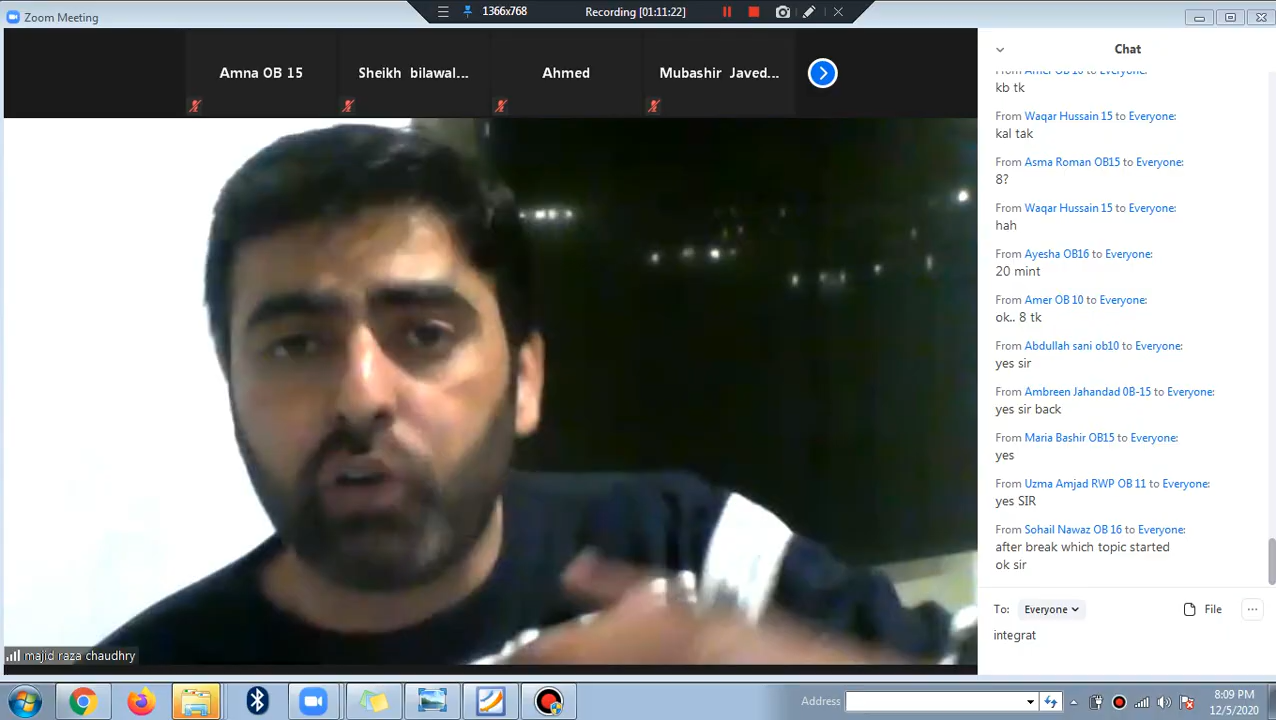 Zoom Meeting
1366x768
Recording [01:11:22]
Amna OB 15
Sheikh bilawal...
Ahmed
Mubashir Javed...
majid raza chaudhry
Chat
kb tk
From Waqar Hussain 15 to Everyone:
kal tak
From Asma Roman OB15 to Everyone:
8?
From Waqar Hussain 15 to Everyone:
hah
From Ayesha OB16 to Everyone:
20 mint
From Amer OB 10 to Everyone:
ok.. 8 tk
From Abdullah sani ob10 to Everyone:
yes sir
From Ambreen Jahandad 0B-15 to Everyone:
yes sir back
From Maria Bashir OB15 to Everyone:
yes
From Uzma Amjad RWP OB 11 to Everyone:
yes SIR
From Sohail Nawaz OB 16 to Everyone:
after break which topic started
ok sir
To: Everyone File
integrat
Address
8:09 PM
12/5/2020